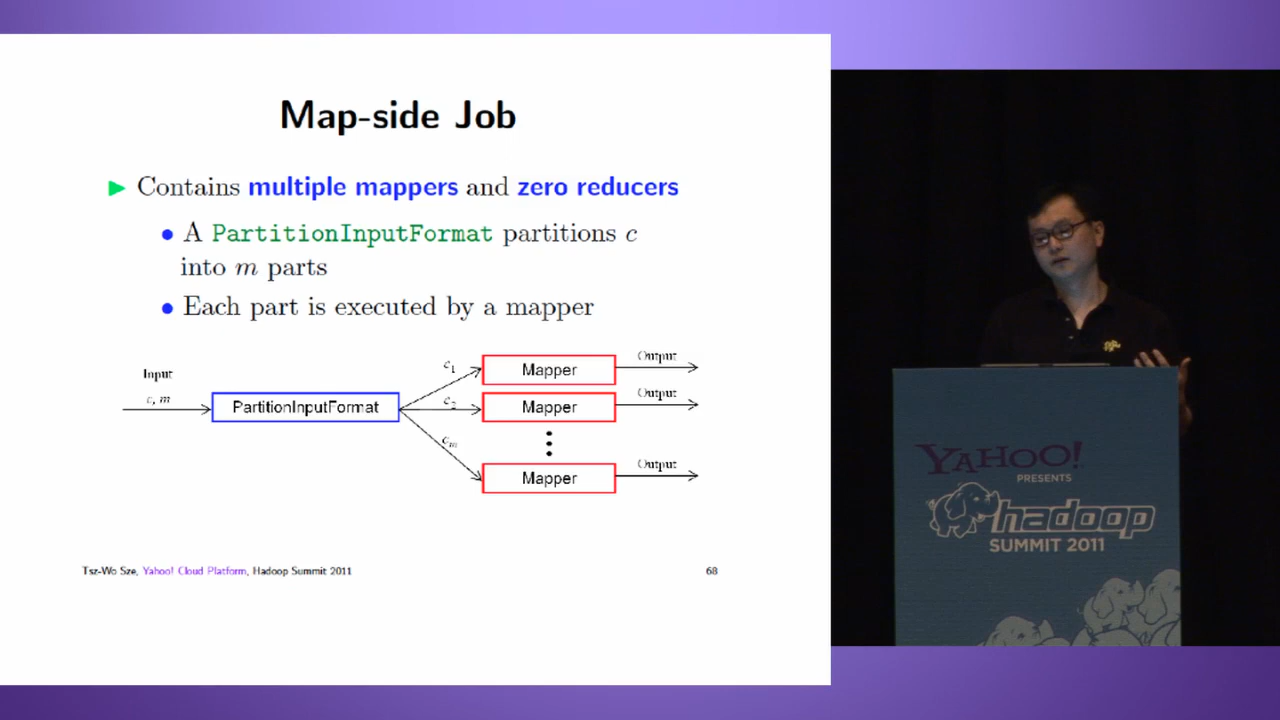 Map-side Job
Contains multiple mappers and zero reducers
A PartitionInputFormat partitions c
into m parts
Each part is executed by a mapper
Input
c, m
PartitionInputFormat
c1
c2
cm
Mapper
Output
Mapper
Output
Mapper
Output
Tsz-Wo Sze, Yahoo! Cloud Platform, Hadoop Summit 2011
68
YAHOO!
PRESENTS
hadoop
SUMMIT 2011